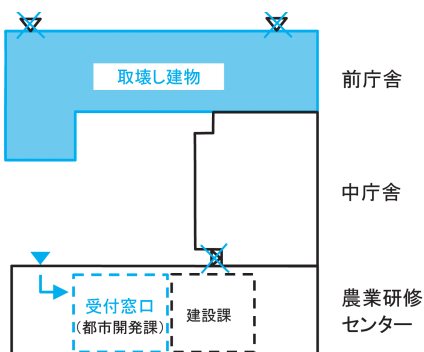 取壊し建物
前庁舎
中庁舎
受付窓口
(都市開発課)
建設課
農業研修
センター